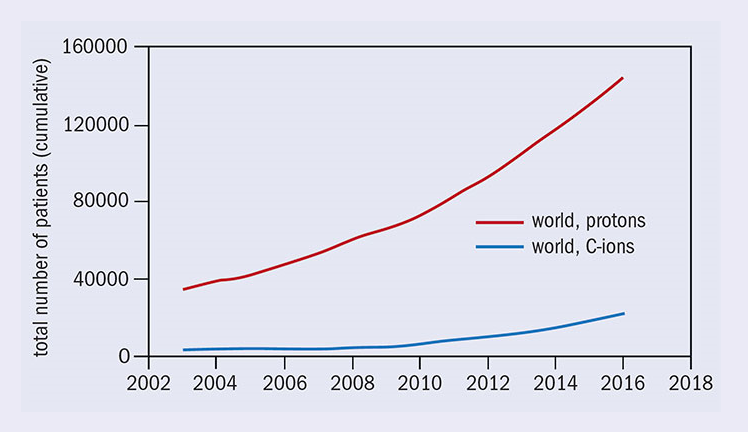 160000
120000
80000
40000
0
total number of patients (cumulative)
world, protons
world, C-ions
2002 2004 2006 2008 2010 2012 2014 2016 2018